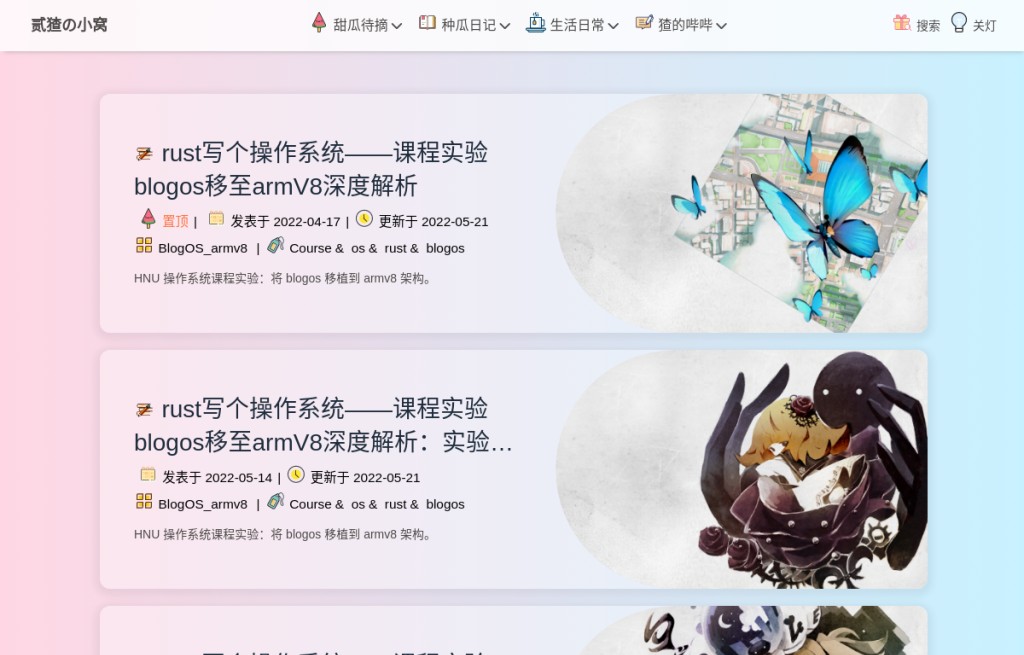 贰猹の小窝
甜瓜待摘
种瓜日记
生活日常
猹的哔哔
搜索
关灯
rust写个操作系统——课程实验
blogos移至armV8深度解析
置顶 | 发表于 2022-04-17 | 更新于 2022-05-21
BlogOS_armv8 | Course & os & rust & blogos
HNU 操作系统课程实验：将 blogos 移植到 armv8 架构。
rust写个操作系统——课程实验
blogos移至armV8深度解析：实验…
发表于 2022-05-14 | 更新于 2022-05-21
BlogOS_armv8 | Course & os & rust & blogos
HNU 操作系统课程实验：将 blogos 移植到 armv8 架构。